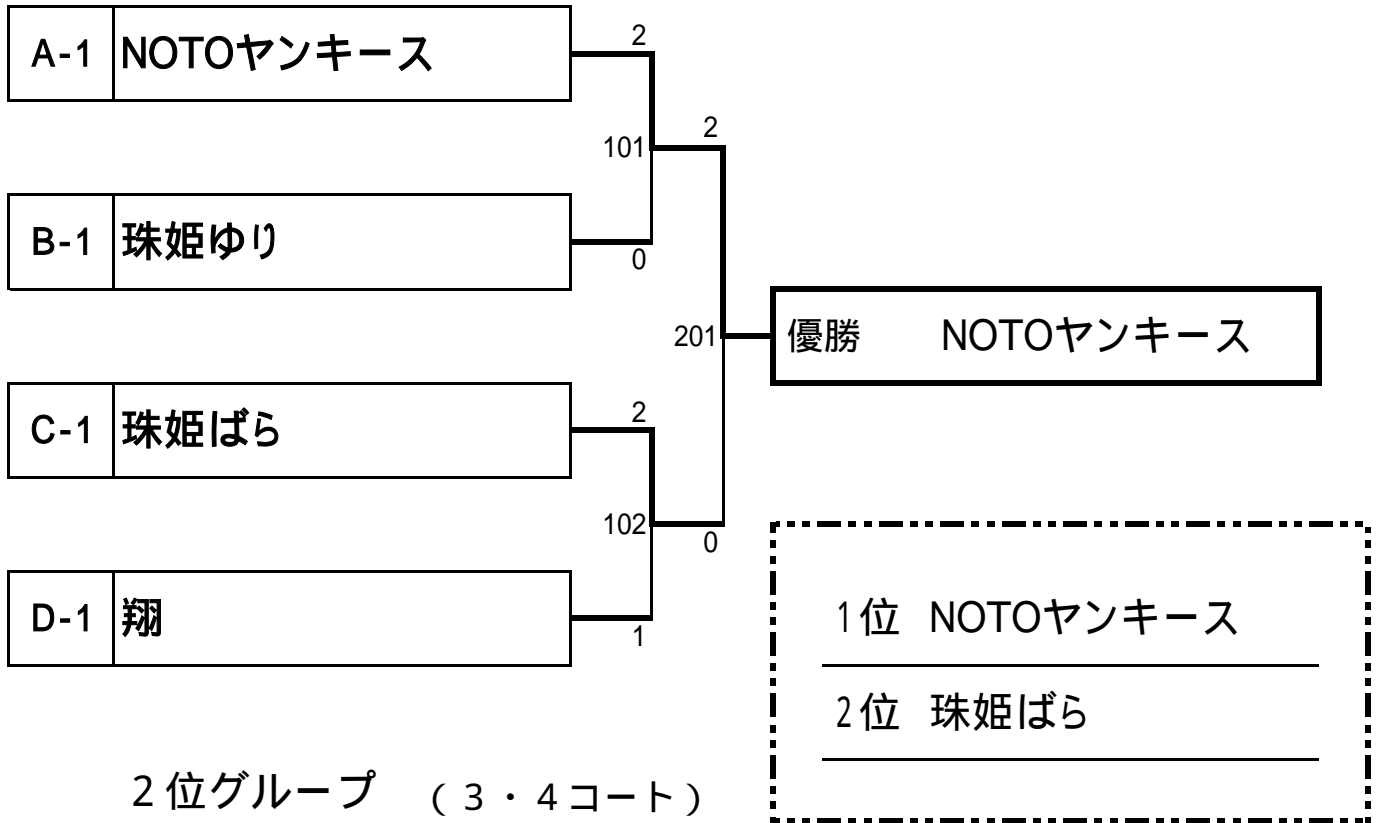 A-1 NOTOヤンキース
2
2
101
B-1 珠姫ゆり
0
201
優勝 NOTOヤンキース
C-1 珠姫ばら
2
102
0
D-1 翔
1
1位 NOTOヤンキース
2位 珠姫ばら
2位グループ (3・4コート)